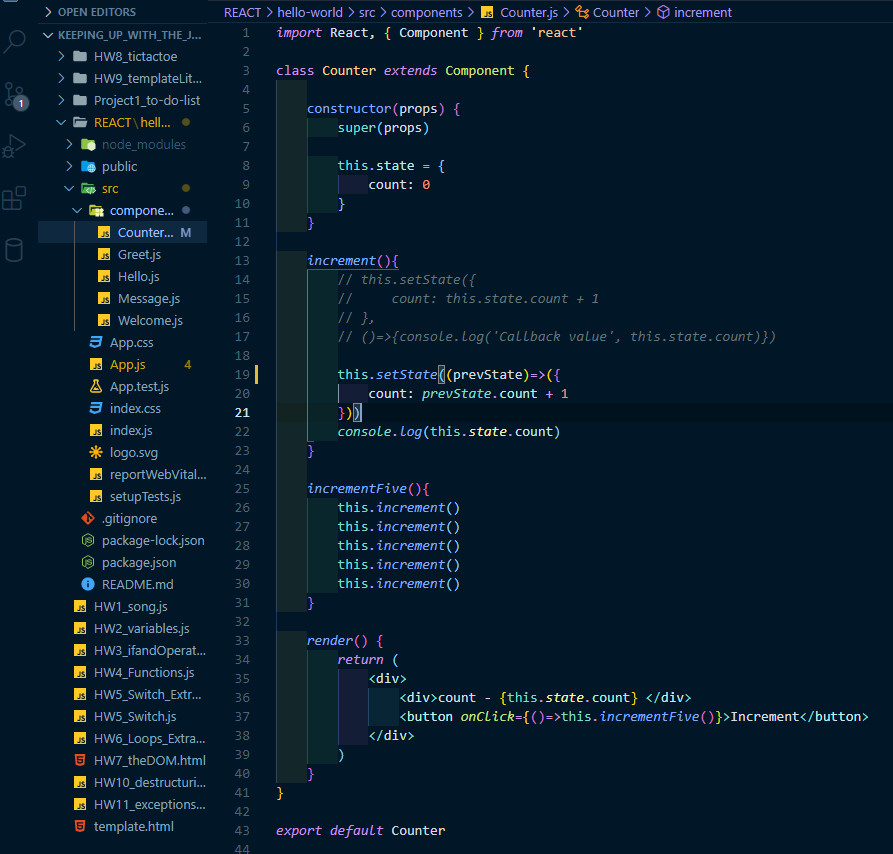 OPEN EDITORS
KEEPING_UP_WITH_THE_J...
HW8_tictactoe
HW9_templateLit...
Project1_to-do-list
REACT\hell...
node_modules
public
src
compone...
Counter... M
Greet.js
Hello.js
Message.js
Welcome.js
App.css
App.js 4
App.test.js
index.css
index.js
logo.svg
reportWebVital...
setupTests.js
.gitignore
package-lock.json
package.json
README.md
HW1_song.js
HW2_variables.js
HW3_ifandOperat...
HW4_Functions.js
HW5_Switch_Extr...
HW5_Switch.js
HW6_Loops_Extra...
HW7_theDOM.html
HW10_destructuri...
HW11_exceptions...
template.html
1
REACT > hello-world > src > components > JS Counter.js > Counter > increment
1 import React, { Component } from 'react'
2
3 class Counter extends Component {
4
5     constructor(props) {
6         super(props)
7
8         this.state = {
9             count: 0
10         }
11     }
12
13     increment(){
14         // this.setState({
15         //     count: this.state.count + 1
16         // },
17         // ()=>{console.log('Callback value', this.state.count)})
18
19         this.setState((prevState)=>({
20             count: prevState.count + 1
21         }))
22         console.log(this.state.count)
23     }
24
25     incrementFive(){
26         this.increment()
27         this.increment()
28         this.increment()
29         this.increment()
30         this.increment()
31     }
32
33     render() {
34         return (
35             <div>
36                 <div>count - {this.state.count} </div>
37                 <button onClick={()=>this.incrementFive()}>Increment</button>
38             </div>
39         )
40     }
41 }
42
43 export default Counter
44